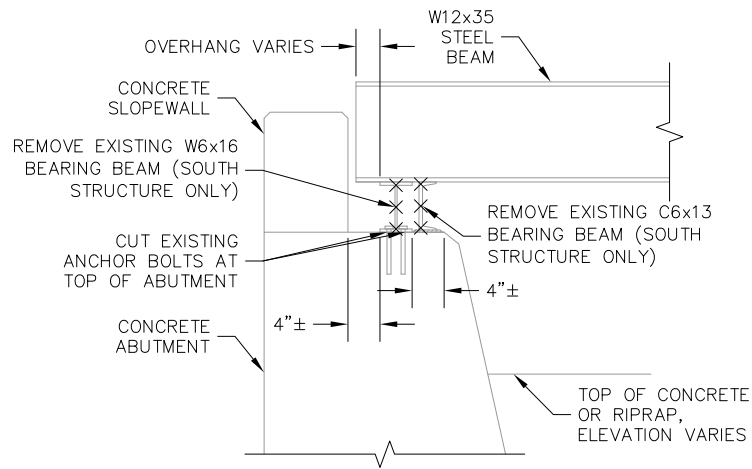 W12x35
STEEL
BEAM
OVERHANG VARIES
CONCRETE
SLOPEWALL
REMOVE EXISTING W6x16
BEARING BEAM (SOUTH
STRUCTURE ONLY)
REMOVE EXISTING C6x13
BEARING BEAM (SOUTH
STRUCTURE ONLY)
CUT EXISTING
ANCHOR BOLTS AT
TOP OF ABUTMENT
4"±
4"±
CONCRETE
ABUTMENT
TOP OF CONCRETE
OR RIPRAP,
ELEVATION VARIES